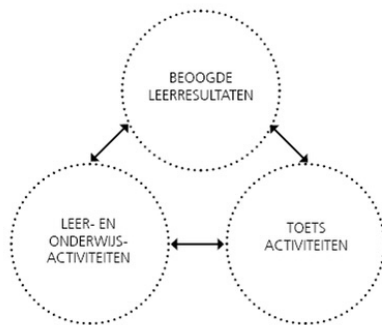 BEOOGDE
LEERRESULTATEN
LEER- EN
ONDERWIJS-
ACTIVITEITEN
TOETS
ACTIVITEITEN